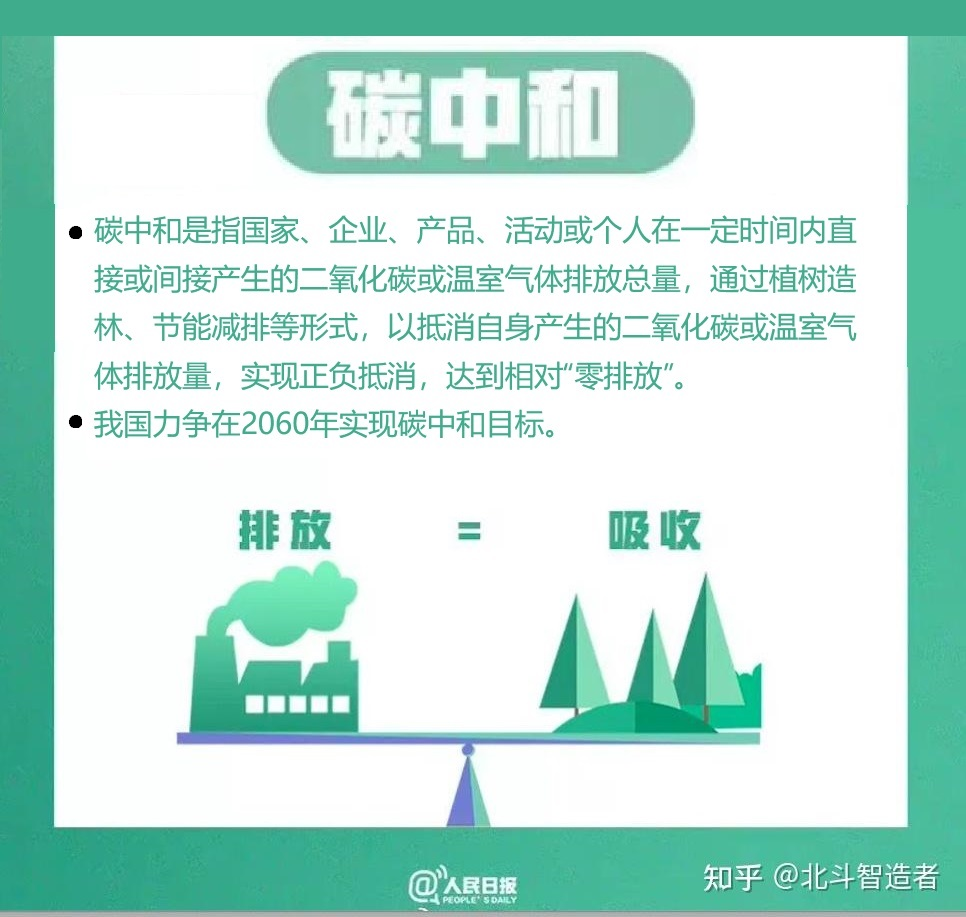 碳中和
碳中和是指国家、企业、产品、活动或个人在一定时间内直
接或间接产生的二氧化碳或温室气体排放总量，通过植树造
林、节能减排等形式，以抵消自身产生的二氧化碳或温室气
体排放量，实现正负抵消，达到相对“零排放”。
我国力争在2060年实现碳中和目标。
排放 = 吸收
@人民日报
PEOPLE'S DAILY
知乎 @北斗智造者